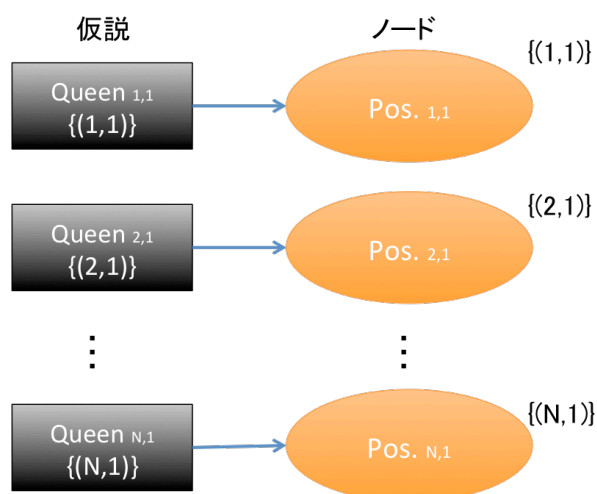 仮説 ノード
{(1,1)}
Queen 1,1
{(1,1)}
Pos. 1,1
{(2,1)}
Queen 2,1
{(2,1)}
Pos. 2,1
⋮ ⋮
{(N,1)}
Queen N,1
{(N,1)}
Pos. N,1